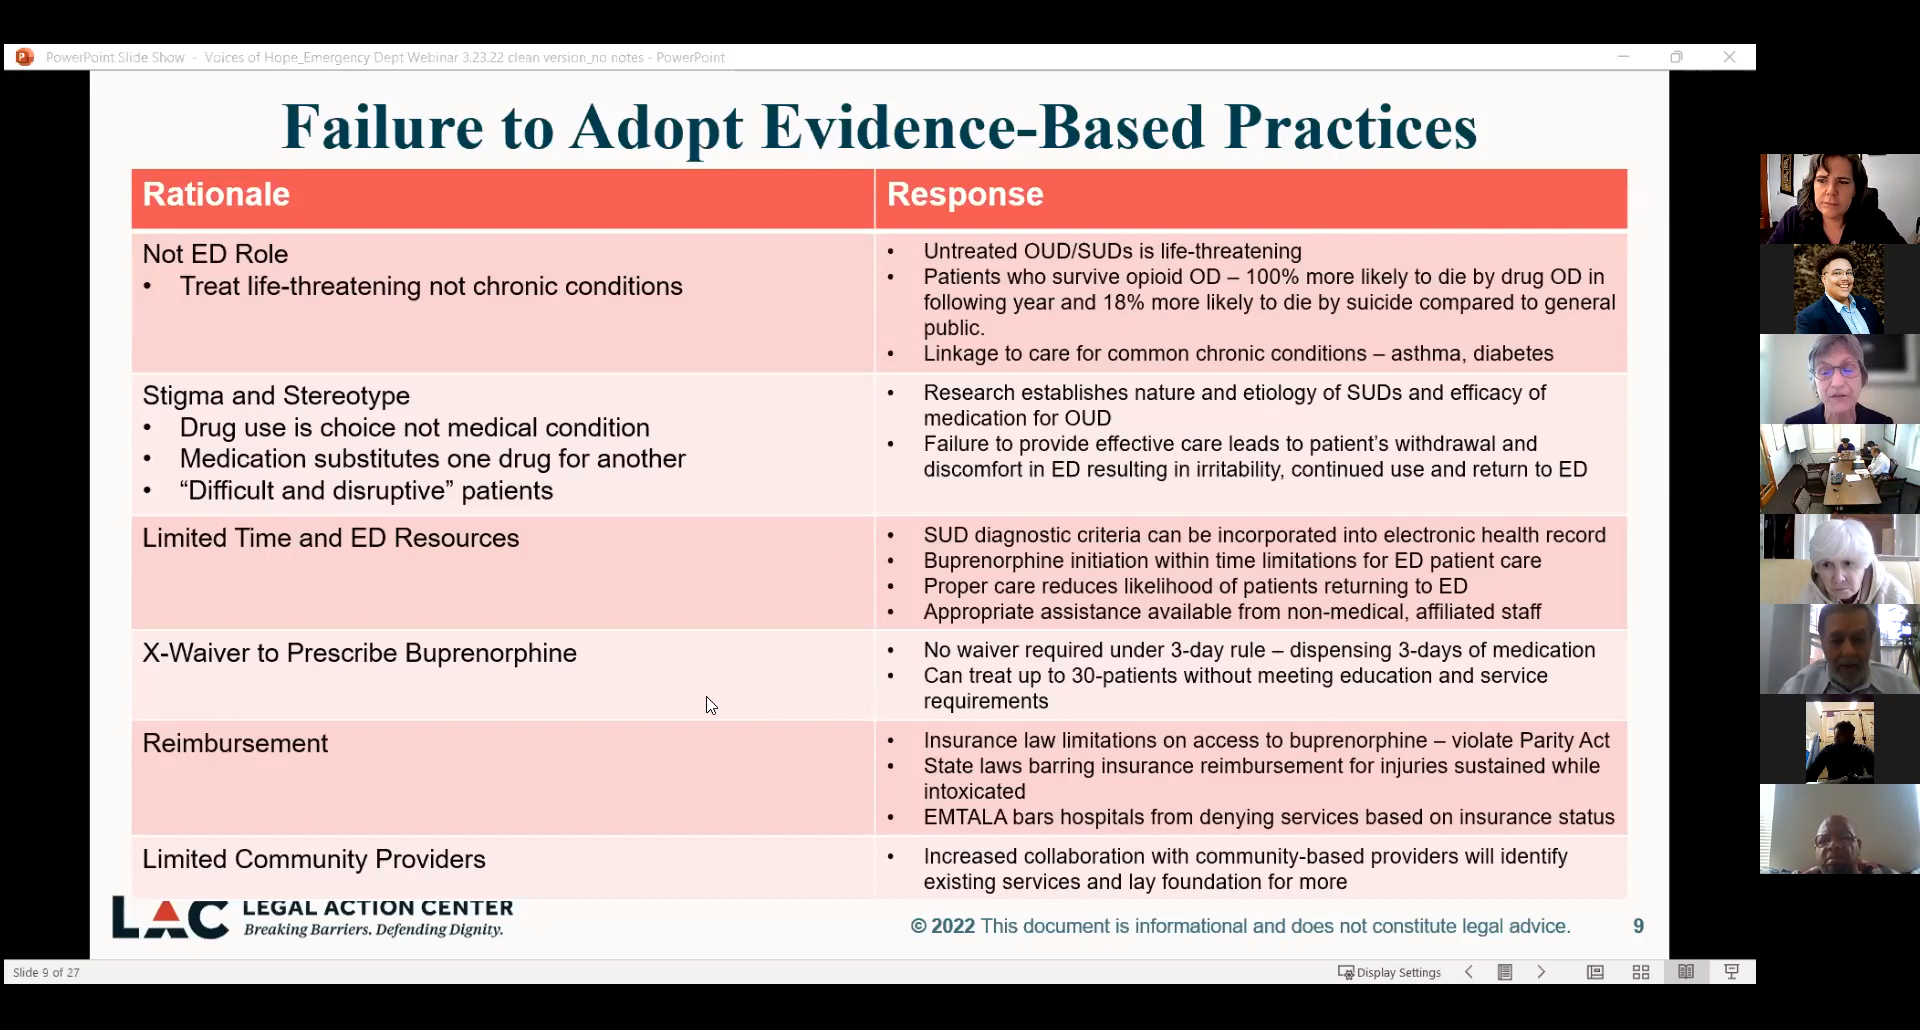 PowerPoint Slide Show - Voices of Hope_Emergency Dept Webinar 3.23.22 clean version_no notes - PowerPoint
Failure to Adopt Evidence-Based Practices
Rationale
Response
Not ED Role
• Treat life-threatening not chronic conditions
• Untreated OUD/SUDs is life-threatening
• Patients who survive opioid OD – 100% more likely to die by drug OD in
following year and 18% more likely to die by suicide compared to general
public.
• Linkage to care for common chronic conditions – asthma, diabetes
Stigma and Stereotype
• Drug use is choice not medical condition
• Medication substitutes one drug for another
• “Difficult and disruptive” patients
• Research establishes nature and etiology of SUDs and efficacy of
medication for OUD
• Failure to provide effective care leads to patient’s withdrawal and
discomfort in ED resulting in irritability, continued use and return to ED
Limited Time and ED Resources
• SUD diagnostic criteria can be incorporated into electronic health record
• Buprenorphine initiation within time limitations for ED patient care
• Proper care reduces likelihood of patients returning to ED
• Appropriate assistance available from non-medical, affiliated staff
X-Waiver to Prescribe Buprenorphine
• No waiver required under 3-day rule – dispensing 3-days of medication
• Can treat up to 30-patients without meeting education and service
requirements
Reimbursement
• Insurance law limitations on access to buprenorphine – violate Parity Act
• State laws barring insurance reimbursement for injuries sustained while
intoxicated
• EMTALA bars hospitals from denying services based on insurance status
Limited Community Providers
• Increased collaboration with community-based providers will identify
existing services and lay foundation for more
LAC
LEGAL ACTION CENTER
Breaking Barriers. Defending Dignity.
© 2022 This document is informational and does not constitute legal advice.
9
Slide 9 of 27
Display Settings